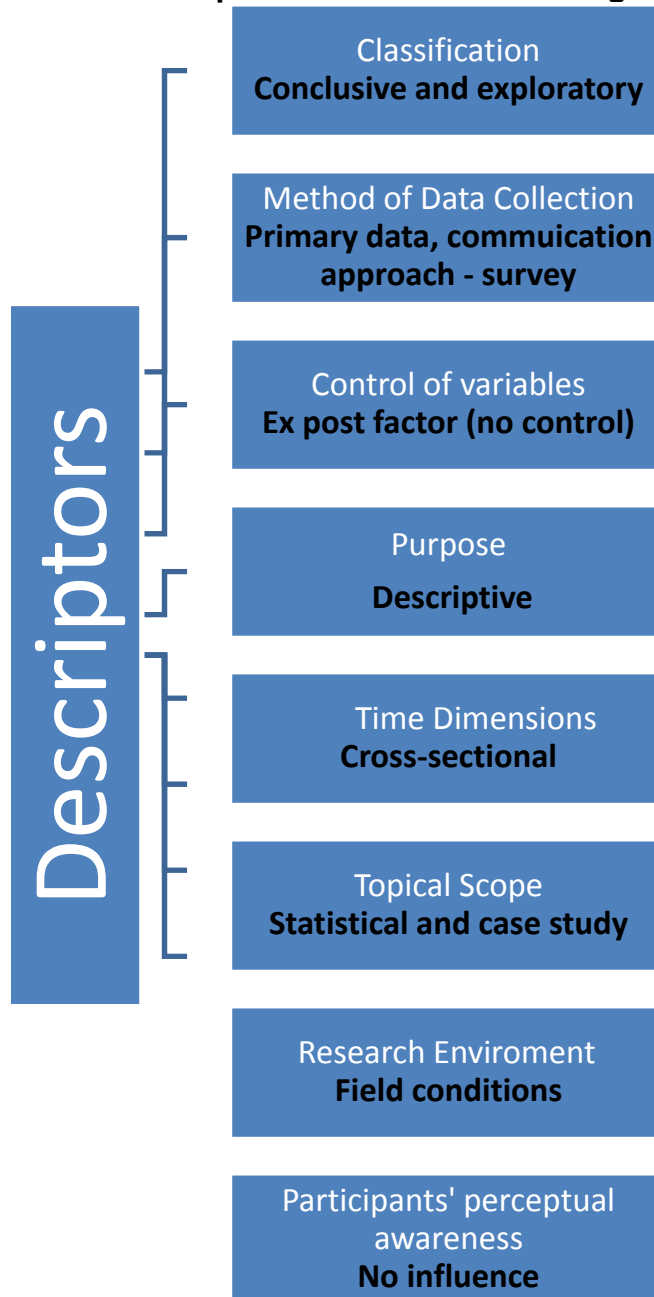 Classification
Conclusive and exploratory
Method of Data Collection
Primary data, commuication
approach - survey
Control of variables
Ex post factor (no control)
Purpose
Descriptive
Time Dimensions
Cross-sectional
Topical Scope
Statistical and case study
Research Enviroment
Field conditions
Participants' perceptual
awareness
No influence
Descriptors